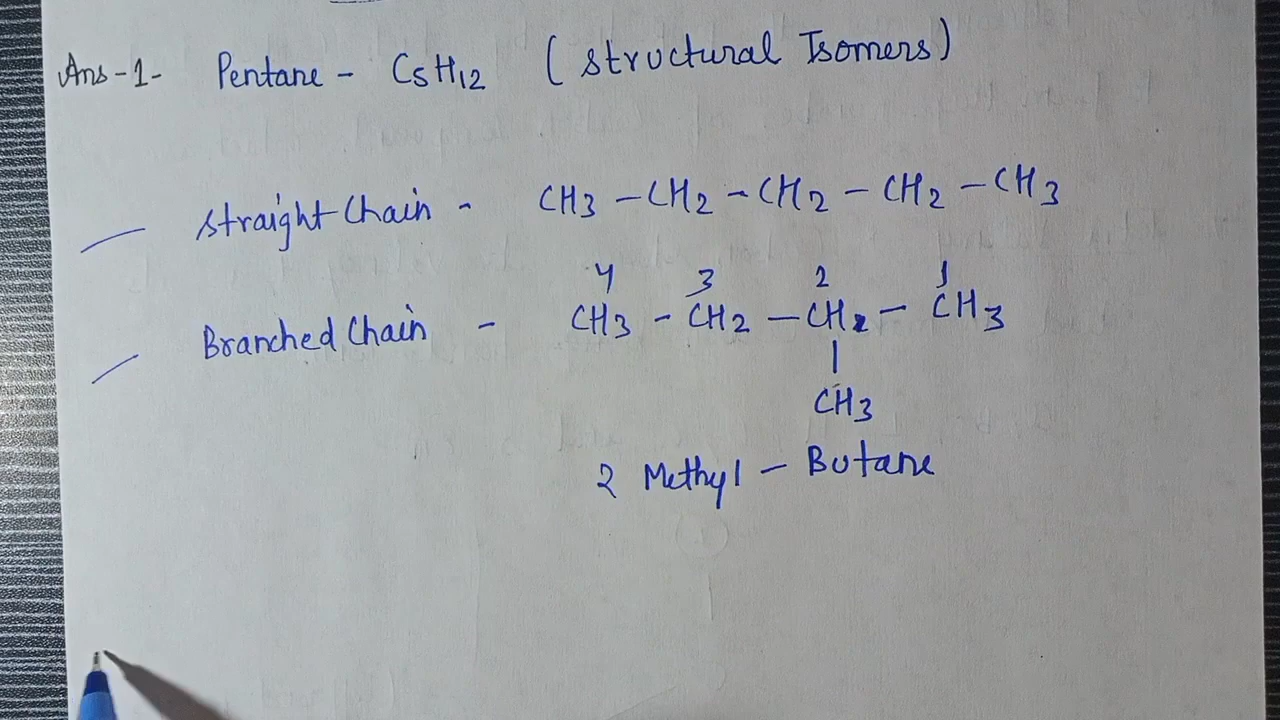 Ans-1- Pentane - C5H12 (Structural Isomers)
Straight Chain - CH3 - CH2 - CH2 - CH2 - CH3
4 3 2 1
Branched Chain - CH3 - CH2 - CH2 - CH3
|
CH3
2 Methyl - Butane